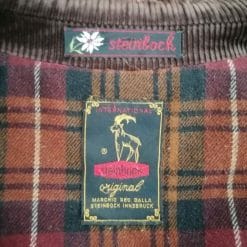 steinbock
INTERNATIONAL
®
steinbock
original
MARCHIO REG. DALLA
STEINBOCK INNSBRUCK